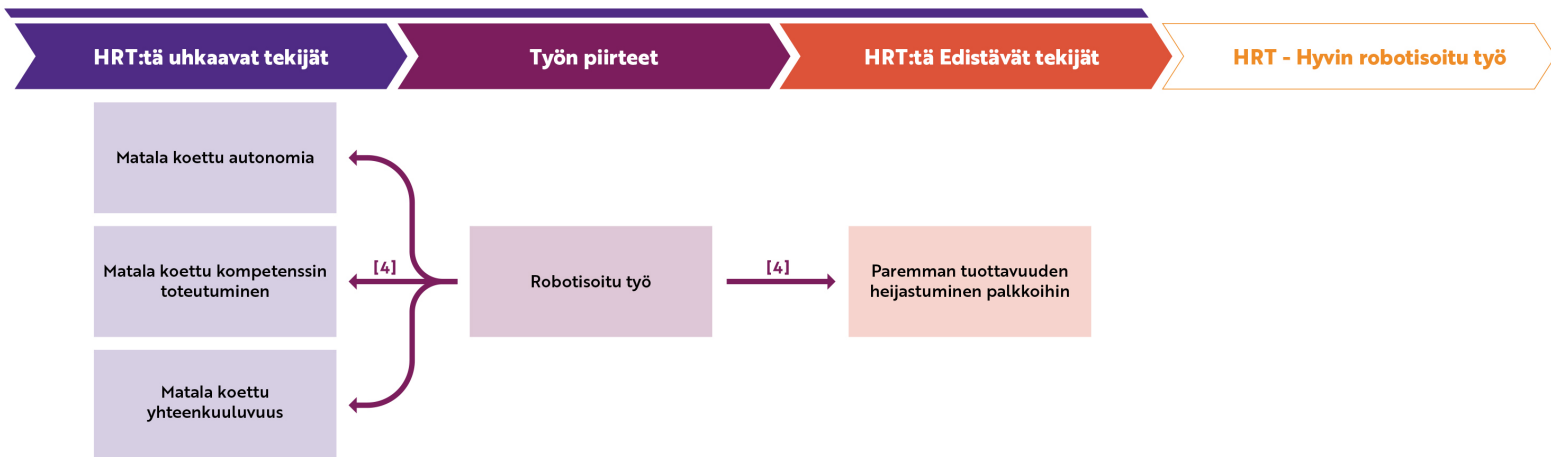 HRT:tä uhkaavat tekijät
Työn piirteet
HRT:tä Edistävät tekijät
HRT - Hyvin robotisoitu työ
Matala koettu autonomia
Matala koettu kompetenssin
toteutuminen
[4]
Robotisoitu työ
[4]
Paremman tuottavuuden
heijastuminen palkkoihin
Matala koettu
yhteenkuuluvuus